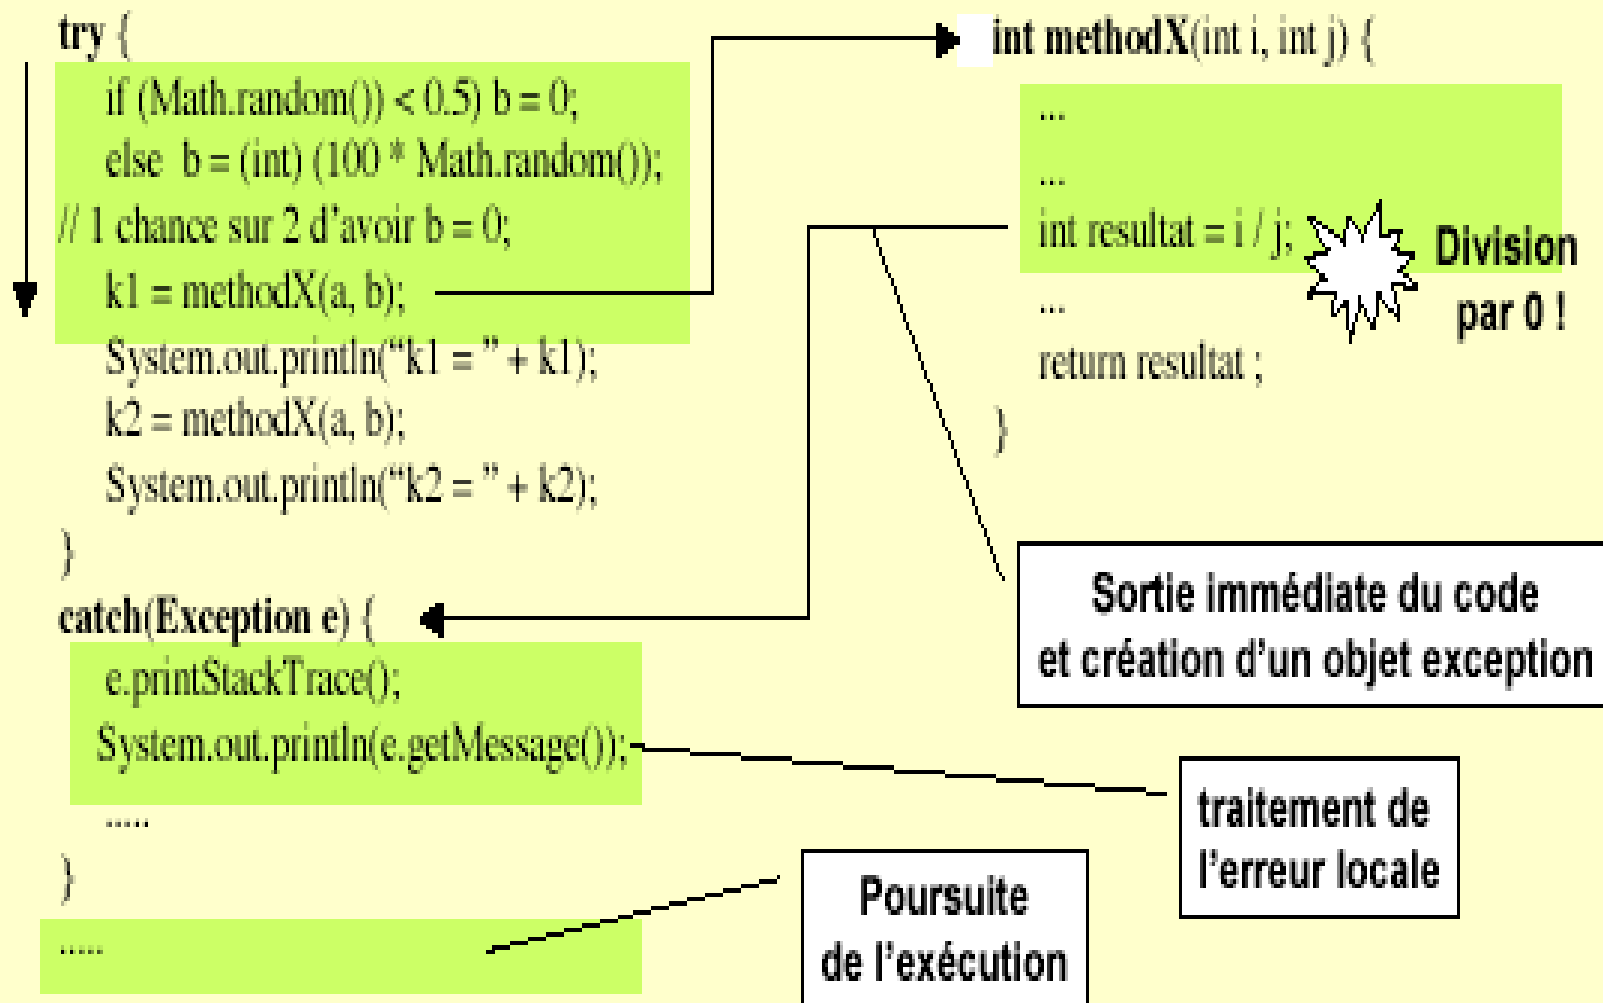 try {
if (Math.random()) < 0.5) b = 0;
else b = (int) (100 * Math.random());
// 1 chance sur 2 d’avoir b = 0;
k1 = methodX(a, b);
System.out.println(“k1 = ” + k1);
k2 = methodX(a, b);
System.out.println(“k2 = ” + k2);
}
catch(Exception e) {
e.printStackTrace();
System.out.println(e.getMessage());
.....
}
.....
int methodX(int i, int j) {
...
...
int resultat = i / j;
...
return resultat ;
}
Division
par 0 !
Sortie immédiate du code
et création d’un objet exception
traitement de
l’erreur locale
Poursuite
de l’exécution